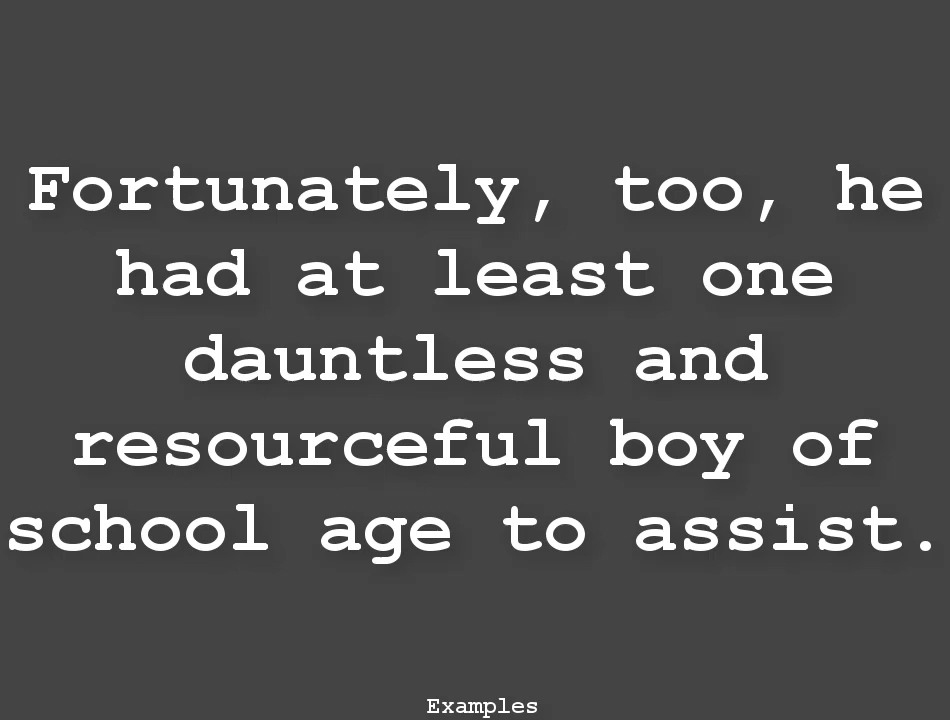 Fortunately, too, he
had at least one
dauntless and
resourceful boy of
school age to assist.
Examples